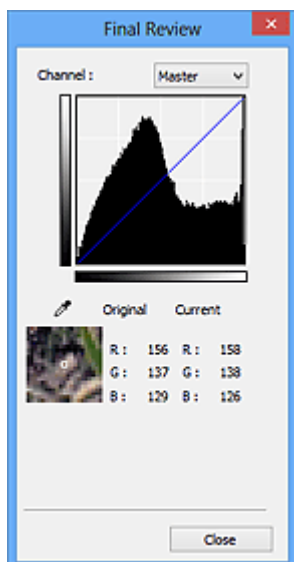 Final Review
Channel : Master
Original Current
R : 156 R : 158
G : 137 G : 138
B : 129 B : 126
Close